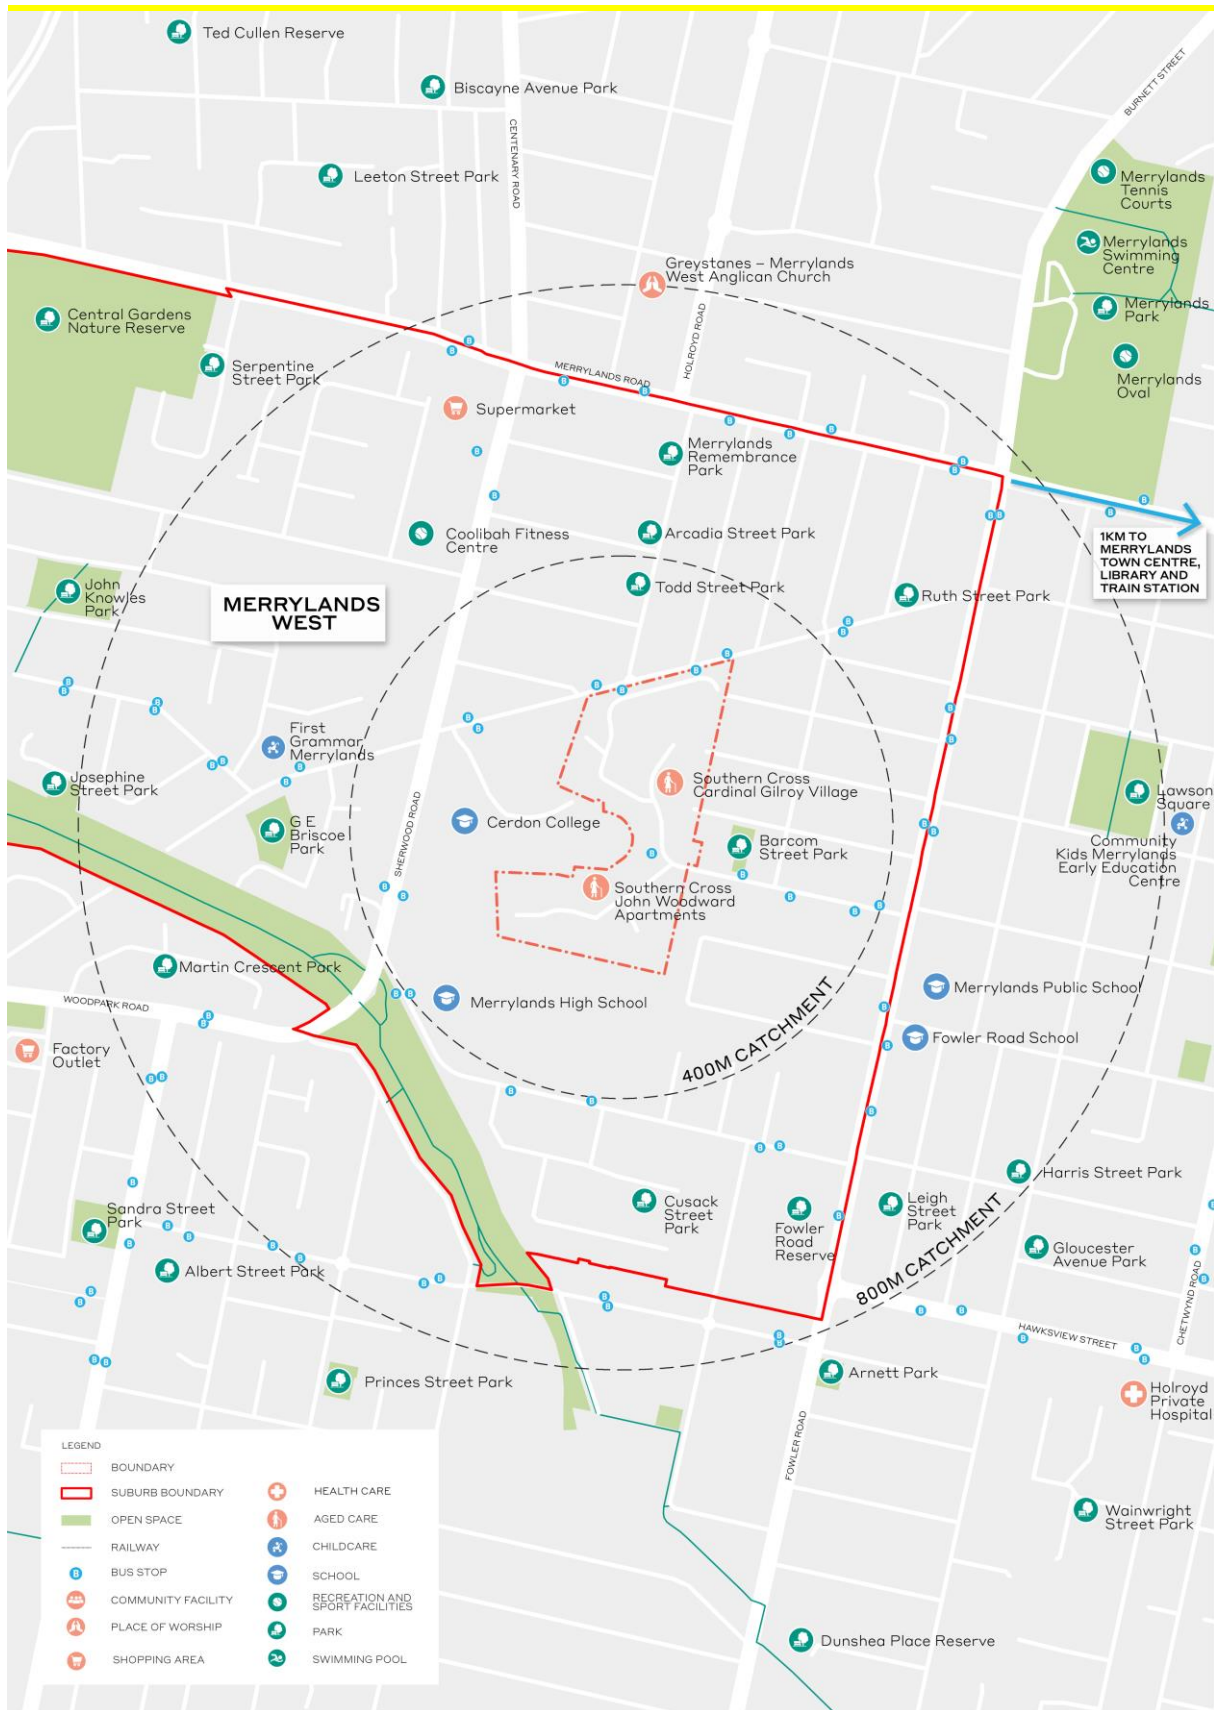 Ted Cullen Reserve
Biscayne Avenue Park
BURNETT STREET
CENTENARY ROAD
Leeton Street Park
Merrylands
Tennis
Courts
Merrylands
Swimming
Centre
Greystanes – Merrylands
West Anglican Church
Central Gardens
Nature Reserve
Merrylands
Park
HOLROYD ROAD
Serpentine
Street Park
MERRYLANDS ROAD
Merrylands
Oval
Supermarket
Merrylands
Remembrance
Park
Coolibah Fitness
Centre
Arcadia Street Park
1KM TO
MERRYLANDS
TOWN CENTRE,
LIBRARY AND
TRAIN STATION
John
Knowles
Park
MERRYLANDS
WEST
Todd Street Park
Ruth Street Park
First
Grammar
Merrylands
Josephine
Street Park
Southern Cross
Cardinal Gilroy Village
Lawson
Square
G E
Briscoe
Park
SHERWOOD ROAD
Cerdon College
Barcom
Street Park
Community
Kids Merrylands
Early Education
Centre
Southern Cross
John Woodward
Apartments
Martin Crescent Park
WOODPARK ROAD
Merrylands High School
Merrylands Public School
400M CATCHMENT
Fowler Road School
Factory
Outlet
Harris Street Park
Sandra Street
Park
Cusack
Street
Park
Fowler
Road
Reserve
Leigh
Street
Park
Albert Street Park
800M CATCHMENT
Gloucester
Avenue Park
CHETWYND ROAD
HAWKSVIEW STREET
Princes Street Park
Arnett Park
Holroyd
Private
Hospital
FOWLER ROAD
Wainwright
Street Park
Dunshea Place Reserve
LEGEND
BOUNDARY
SUBURB BOUNDARY
OPEN SPACE
RAILWAY
B BUS STOP
COMMUNITY FACILITY
PLACE OF WORSHIP
SHOPPING AREA
HEALTH CARE
AGED CARE
CHILDCARE
SCHOOL
RECREATION AND
SPORT FACILITIES
PARK
SWIMMING POOL